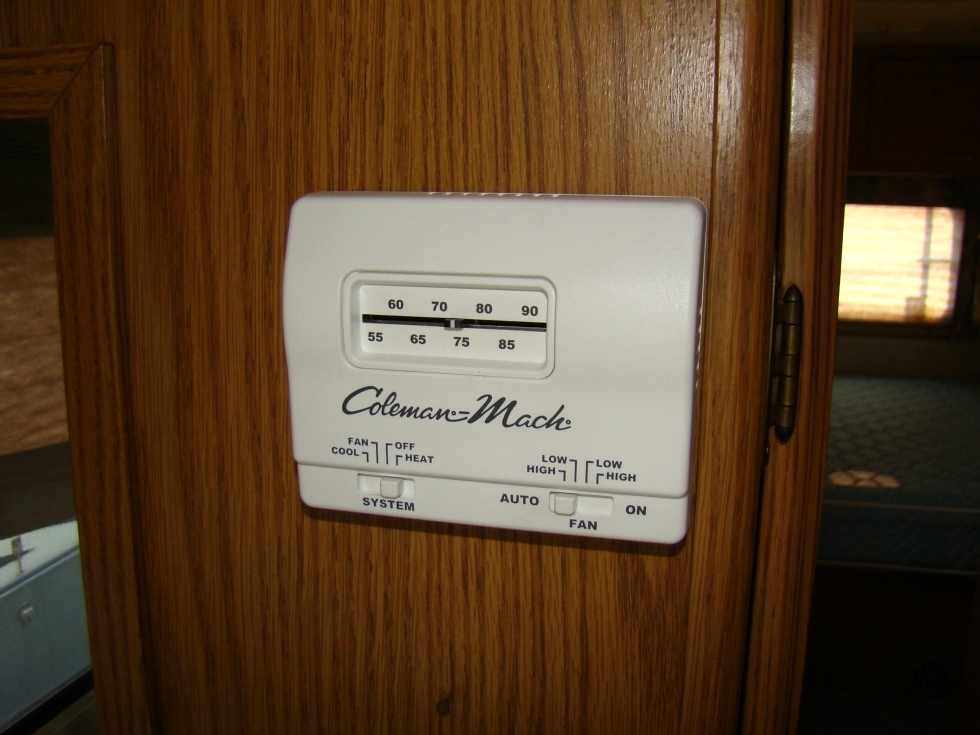 60 70 80 90
55 65 75 85
Coleman-Mach
FAN OFF
COOL HEAT
SYSTEM
LOW LOW
HIGH HIGH
AUTO ON
FAN